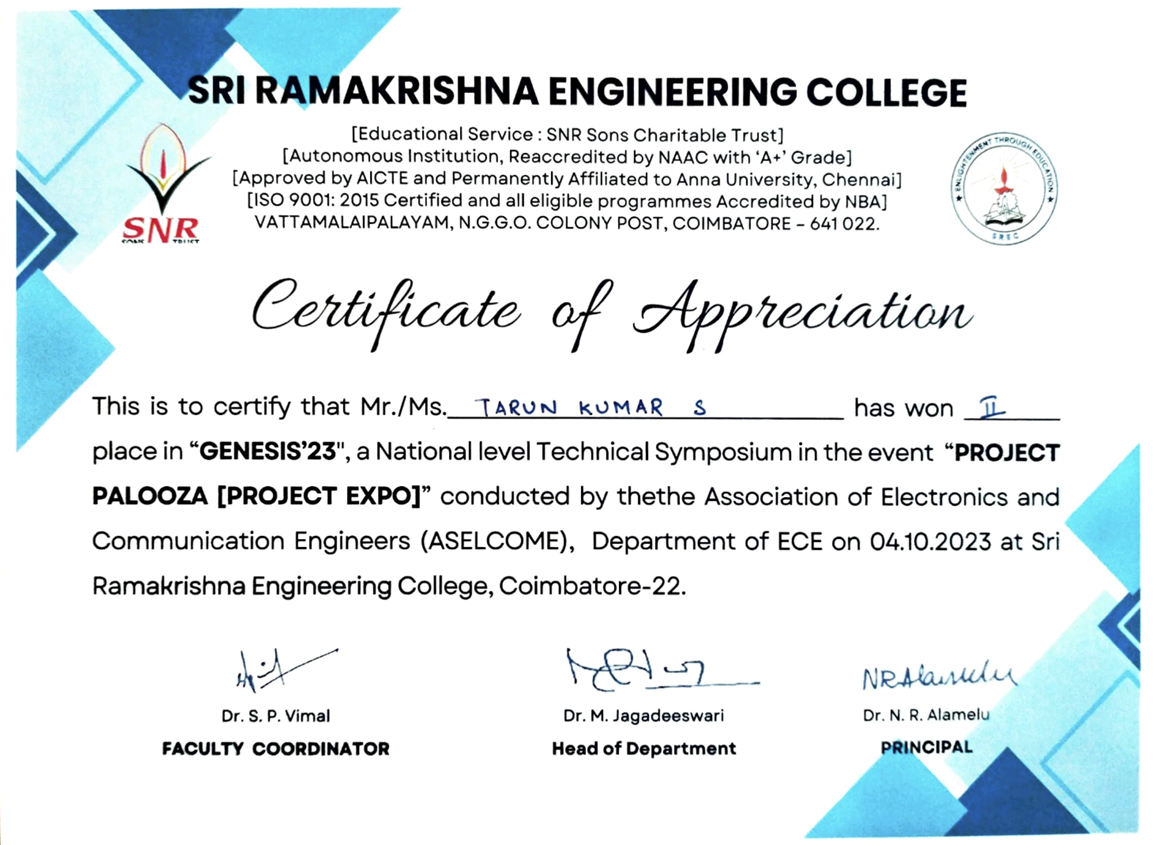 SRI RAMAKRISHNA ENGINEERING COLLEGE
[Educational Service : SNR Sons Charitable Trust]
[Autonomous Institution, Reaccredited by NAAC with ‘A+’ Grade]
[Approved by AICTE and Permanently Affiliated to Anna University, Chennai]
[ISO 9001: 2015 Certified and all eligible programmes Accredited by NBA]
VATTAMALAIPALAYAM, N.G.G.O. COLONY POST, COIMBATORE – 641 022.
SNR
SONS TRUST
ENLIGHTENMENT THROUGH EDUCATION
SREC
Certificate of Appreciation
This is to certify that Mr./Ms. TARUN KUMAR S has won II
place in “GENESIS’23", a National level Technical Symposium in the event “PROJECT
PALOOZA [PROJECT EXPO]” conducted by thethe Association of Electronics and
Communication Engineers (ASELCOME), Department of ECE on 04.10.2023 at Sri
Ramakrishna Engineering College, Coimbatore-22.
NRAlamelu
Dr. S. P. Vimal
Dr. M. Jagadeeswari
Dr. N. R. Alamelu
FACULTY COORDINATOR
Head of Department
PRINCIPAL